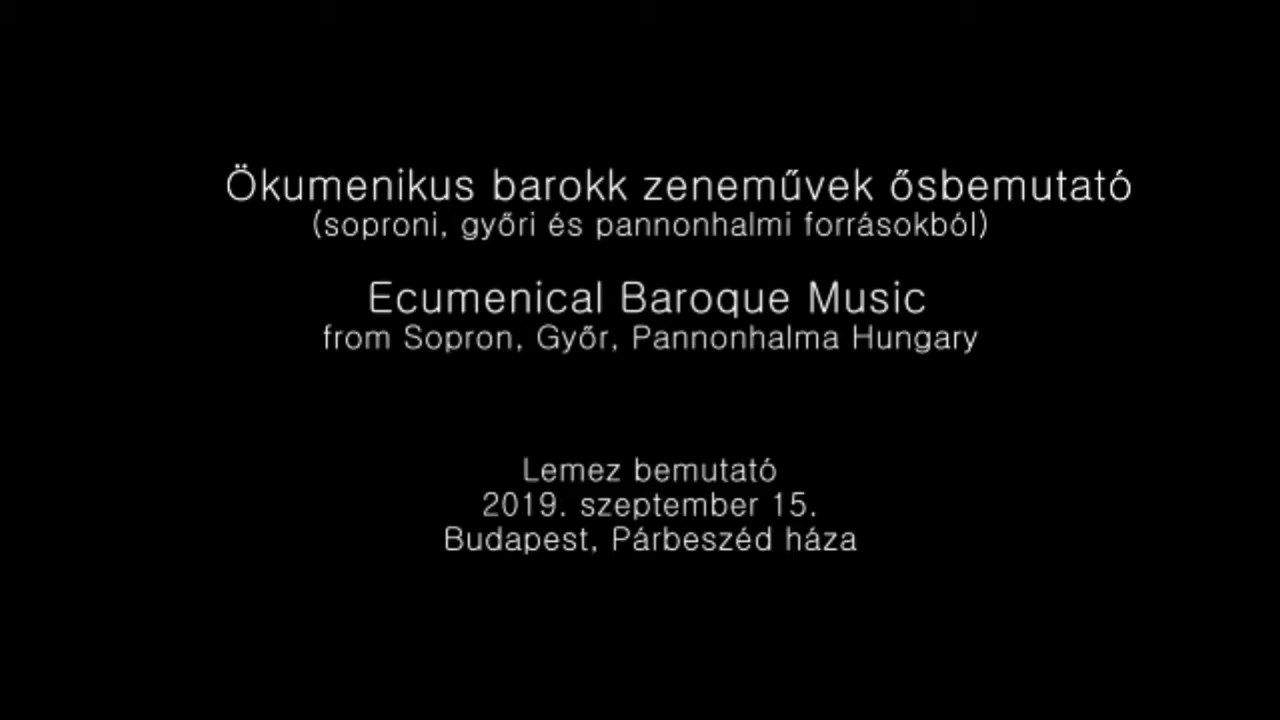 Ökumenikus barokk zeneművek ősbemutató
(soproni, győri és pannonhalmi forrásokból)
Ecumenical Baroque Music
from Sopron, Győr, Pannonhalma Hungary
Lemez bemutató
2019. szeptember 15.
Budapest, Párbeszéd háza